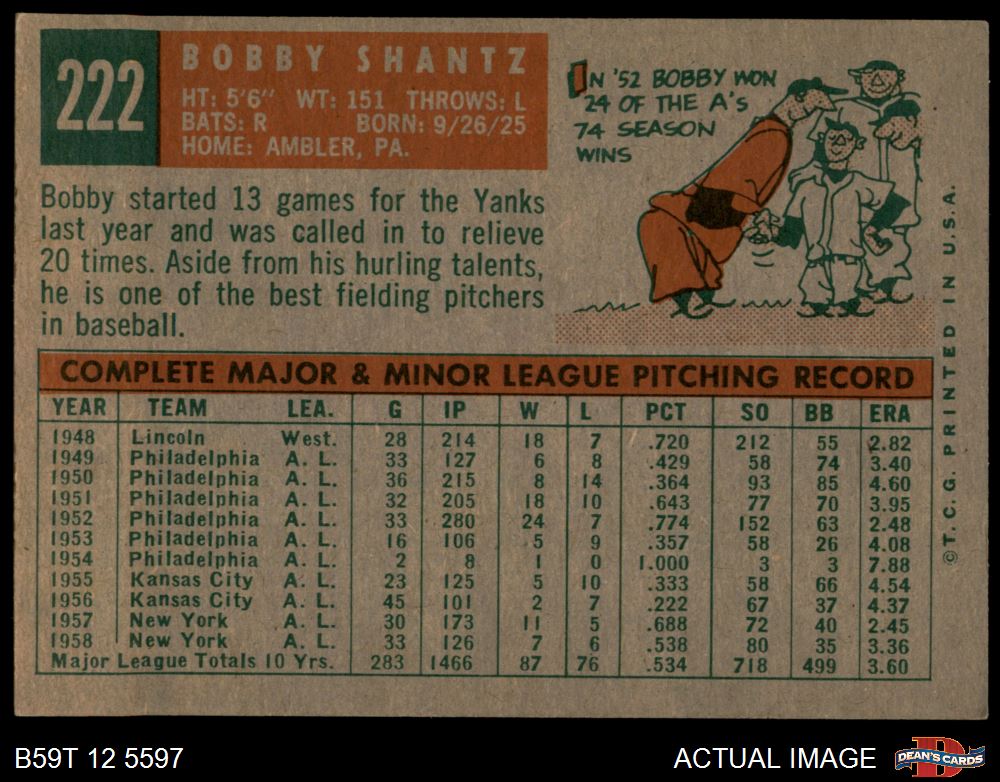 222
BOBBY SHANTZ
HT: 5'6" WT: 151 THROWS: L
BATS: R BORN: 9/26/25
HOME: AMBLER, PA.
IN '52 BOBBY WON
24 OF THE A's
74 SEASON
WINS
Bobby started 13 games for the Yanks
last year and was called in to relieve
20 times. Aside from his hurling talents,
he is one of the best fielding pitchers
in baseball.
COMPLETE MAJOR & MINOR LEAGUE PITCHING RECORD
YEAR TEAM LEA. G IP W L PCT SO BB ERA
1948 Lincoln West. 28 214 18 7 .720 212 55 2.82
1949 Philadelphia A. L. 33 127 6 8 .429 58 74 3.40
1950 Philadelphia A. L. 36 215 8 14 .364 93 85 4.60
1951 Philadelphia A. L. 32 205 18 10 .643 77 70 3.95
1952 Philadelphia A. L. 33 280 24 7 .774 152 63 2.48
1953 Philadelphia A. L. 16 106 5 9 .357 58 26 4.08
1954 Philadelphia A. L. 2 8 1 0 1.000 3 3 7.88
1955 Kansas City A. L. 23 125 5 10 .333 58 66 4.54
1956 Kansas City A. L. 45 101 2 7 .222 67 37 4.37
1957 New York A. L. 30 173 11 5 .688 72 40 2.45
1958 New York A. L. 33 126 7 6 .538 80 35 3.36
Major League Totals 10 Yrs. 283 1466 87 76 .534 718 499 3.60
©T.C.G. PRINTED IN U.S.A.
B59T 12 5597
ACTUAL IMAGE
D
DEAN'S CARDS